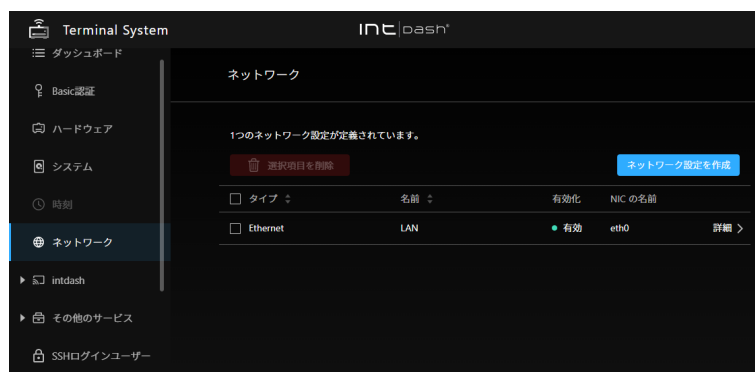 Terminal System
INT|DASH®
ダッシュボード
Basic認証
ハードウェア
システム
時刻
ネットワーク
intdash
その他のサービス
SSHログインユーザー
ネットワーク
1つのネットワーク設定が定義されています。
選択項目を削除
ネットワーク設定を作成
タイプ 名前 有効化 NIC の名前
Ethernet LAN 有効 eth0 詳細